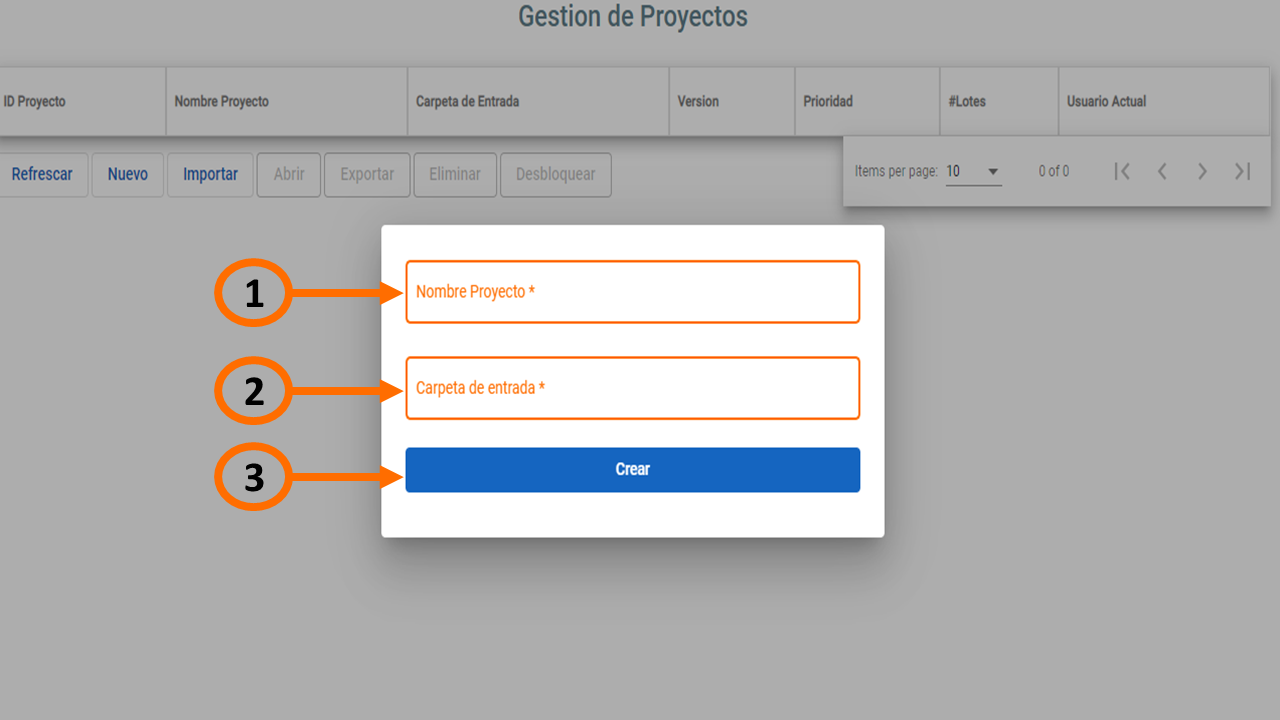 Gestion de Proyectos
ID Proyecto Nombre Proyecto Carpeta de Entrada Version Prioridad #Lotes Usuario Actual
Refrescar Nuevo Importar Abrir Exportar Eliminar Desbloquear Items per page: 10 0 of 0
1 Nombre Proyecto *
2 Carpeta de entrada *
3 Crear